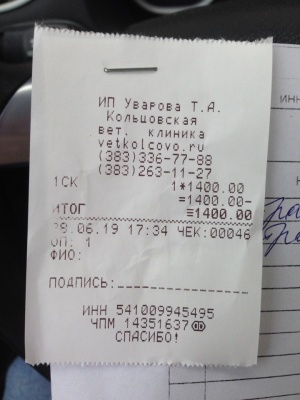 ИП Уварова Т.А.
Кольцовская
вет. клиника
vetkolcovo.ru
(383)336-77-88
(383)263-11-27
1СК 1*1400.00
=1400.00-
ИТОГ ≡1400.00
28.06.19 17:34 ЧЕК:00046
ОП: 1
ФИО:
ПОДПИСЬ:
ИНН 541009945495
ЧПМ 14351637
СПАСИБО!
ИНН